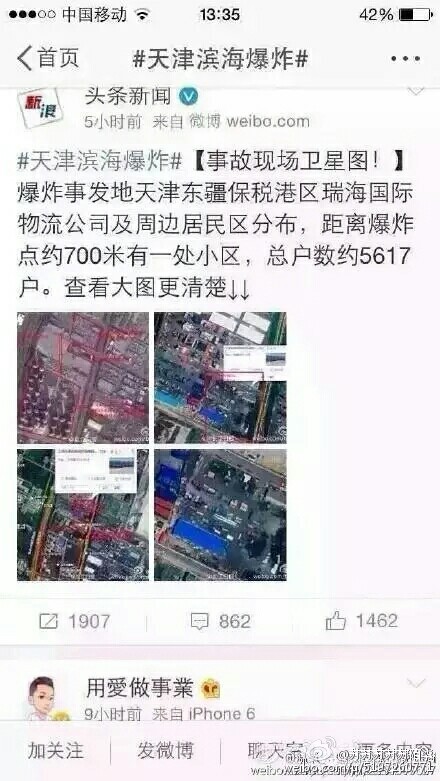 中国移动 13:35 42%
首页 #天津滨海爆炸#
新浪 头条新闻
5小时前 来自 微博 weibo.com
#天津滨海爆炸#【事故现场卫星图！】
爆炸事发地天津东疆保税港区瑞海国际
物流公司及周边居民区分布，距离爆炸
点约700米有一处小区，总户数约5617
户。查看大图更清楚↓↓
1907 862 1462
用愛做事業
9小时前 来自 iPhone 6
加关注 发微博 聊天室